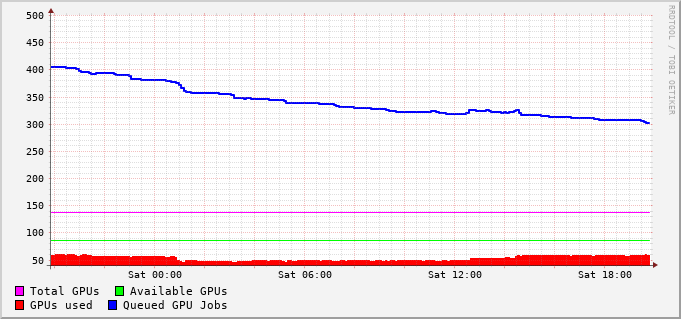 500
450
400
350
300
250
200
150
100
50
Sat 00:00 Sat 06:00 Sat 12:00 Sat 18:00
Total GPUs Available GPUs
GPUs used Queued GPU Jobs
RRDTOOL / TOBI OETIKER